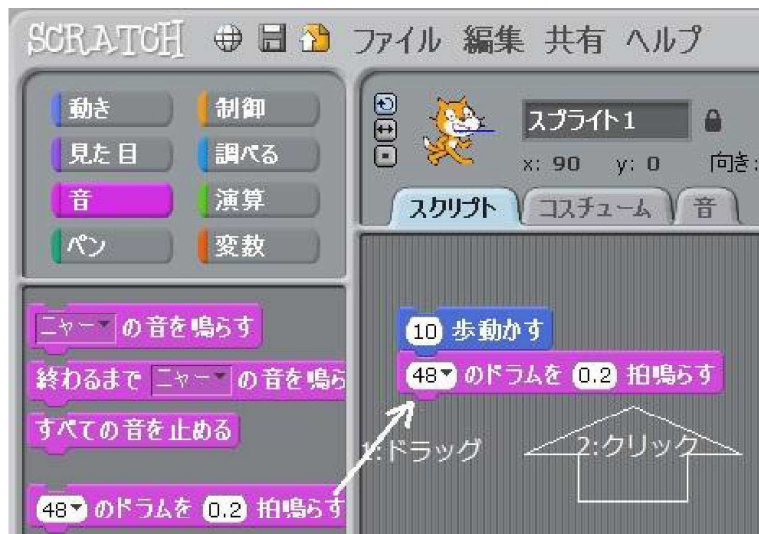 SCRATCH ファイル 編集 共有 ヘルプ
動き 制御
見た目 調べる
音 演算
ペン 変数
スプライト1
x: 90 y: 0 向き:
スクリプト コスチューム 音
ニャー の音を鳴らす
終わるまで ニャー の音を鳴ら
すべての音を止める
48 のドラムを 0.2 拍鳴らす
10 歩動かす
48 のドラムを 0.2 拍鳴らす
1:ドラッグ
2:クリック